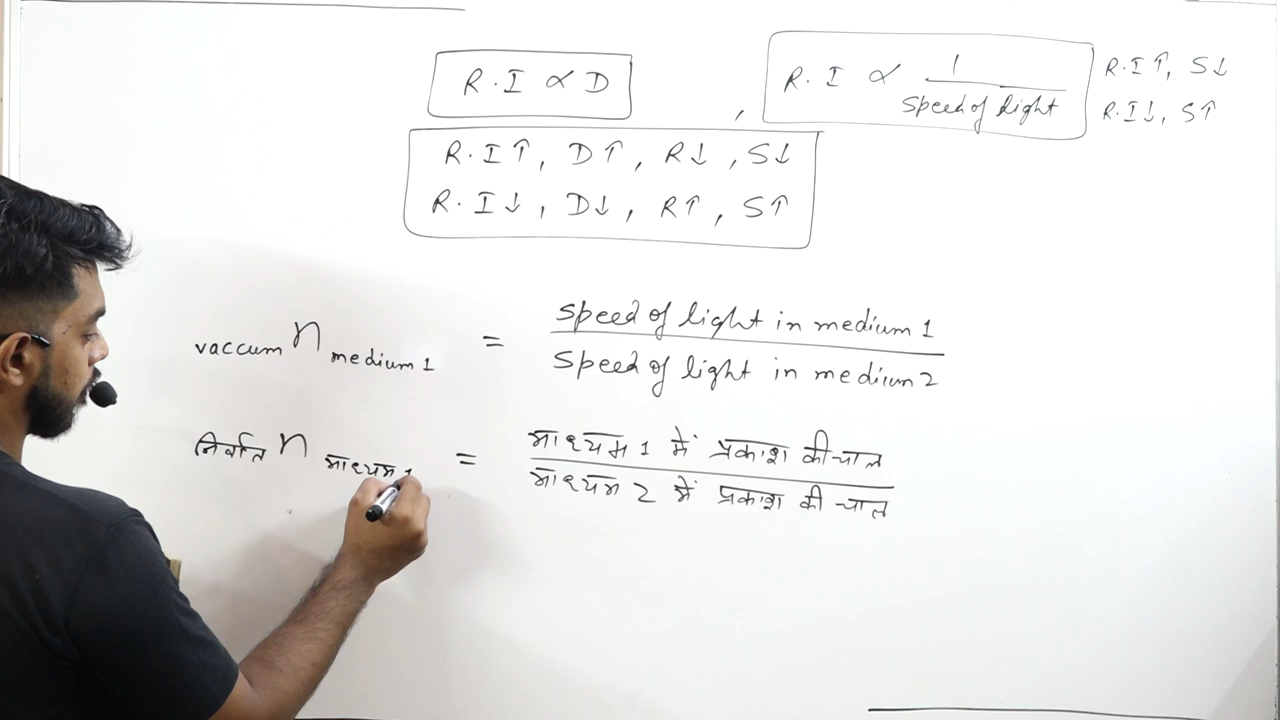 R.I ∝ D , R.I ∝ 1/speed of light R.I↑, S↓
R.I↓, S↑
R.I↑, D↑, R↓, S↓
R.I↓, D↓, R↑, S↑
vaccum n medium 1 = speed of light in medium 1
speed of light in medium 2
निर्वात n माध्यम 1 = माध्यम 1 में प्रकाश की चाल
माध्यम 2 में प्रकाश की चाल